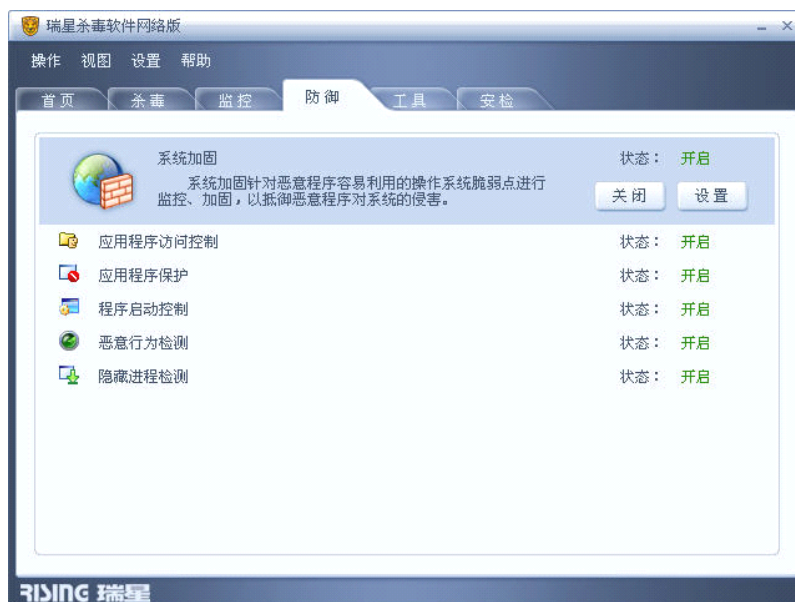 瑞星杀毒软件网络版
操作 视图 设置 帮助
首页 杀毒 监控 防御 工具 安检
系统加固 状态： 开启
系统加固针对恶意程序容易利用的操作系统脆弱点进行
监控、加固，以抵御恶意程序对系统的侵害。
关闭 设置
应用程序访问控制 状态： 开启
应用程序保护 状态： 开启
程序启动控制 状态： 开启
恶意行为检测 状态： 开启
隐藏进程检测 状态： 开启
RISING 瑞星